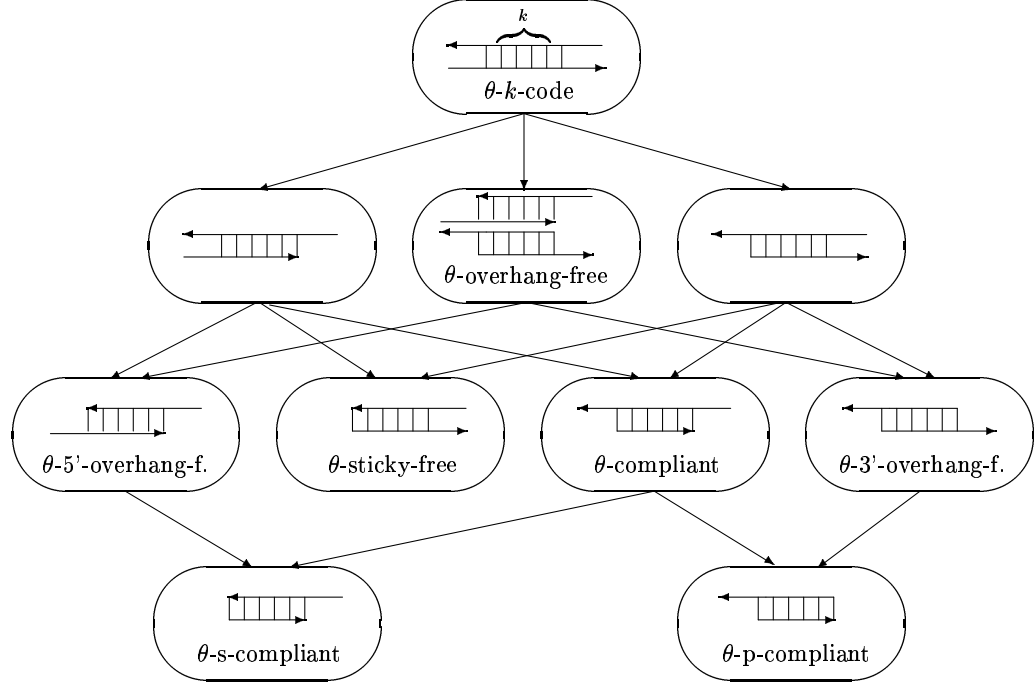 k
θ-k-code
θ-overhang-free
θ-5'-overhang-f.
θ-sticky-free
θ-compliant
θ-3'-overhang-f.
θ-s-compliant
θ-p-compliant